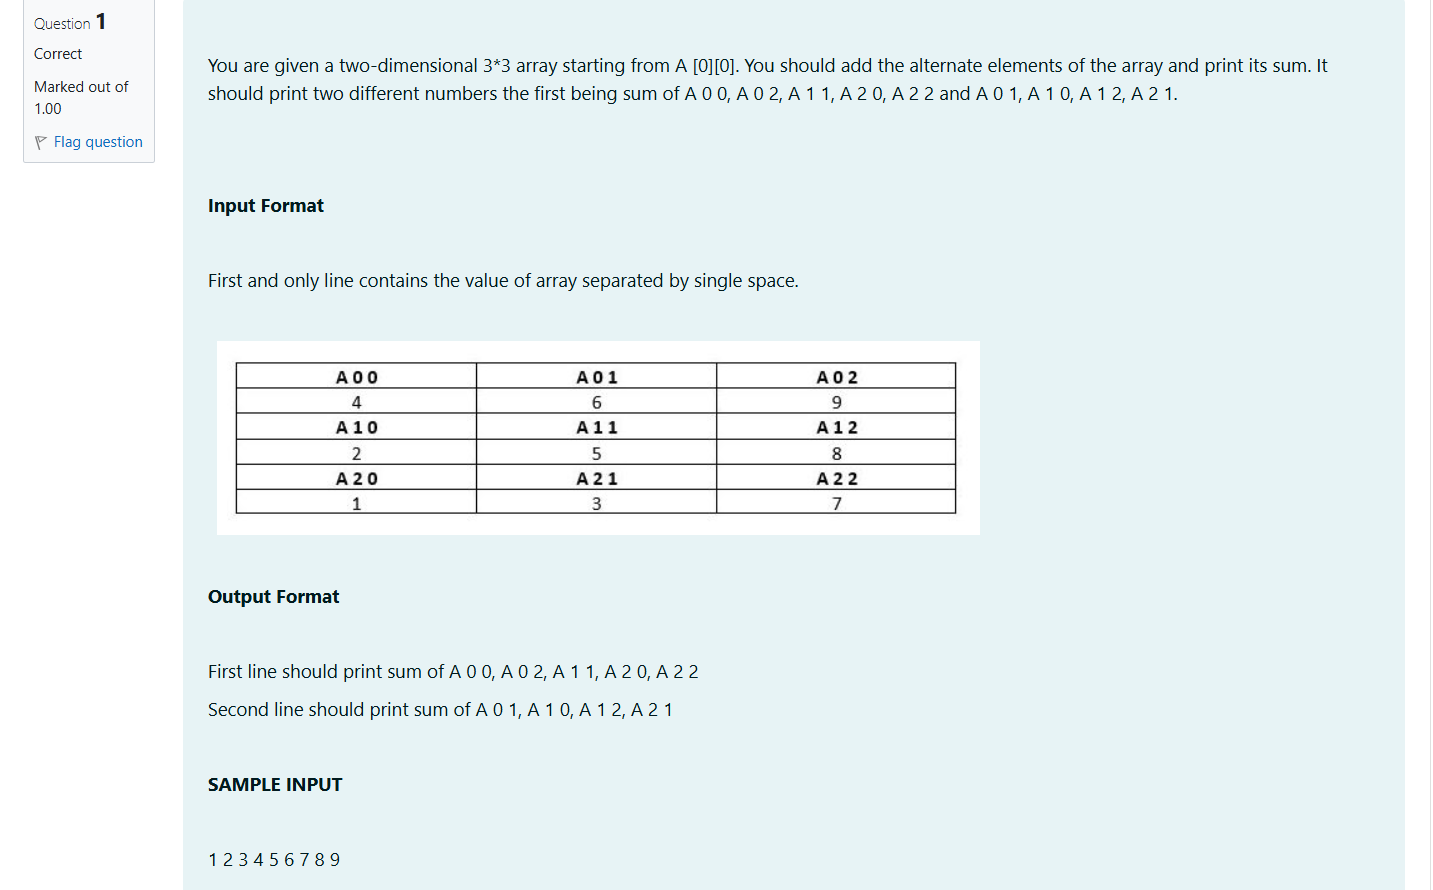 Question 1
Correct
Marked out of
1.00
Flag question
You are given a two-dimensional 3*3 array starting from A [0][0]. You should add the alternate elements of the array and print its sum. It
should print two different numbers the first being sum of A 0 0, A 0 2, A 1 1, A 2 0, A 2 2 and A 0 1, A 1 0, A 1 2, A 2 1.
Input Format
First and only line contains the value of array separated by single space.
A 0 0 A 0 1 A 0 2
4 6 9
A 1 0 A 1 1 A 1 2
2 5 8
A 2 0 A 2 1 A 2 2
1 3 7
Output Format
First line should print sum of A 0 0, A 0 2, A 1 1, A 2 0, A 2 2
Second line should print sum of A 0 1, A 1 0, A 1 2, A 2 1
SAMPLE INPUT
1 2 3 4 5 6 7 8 9